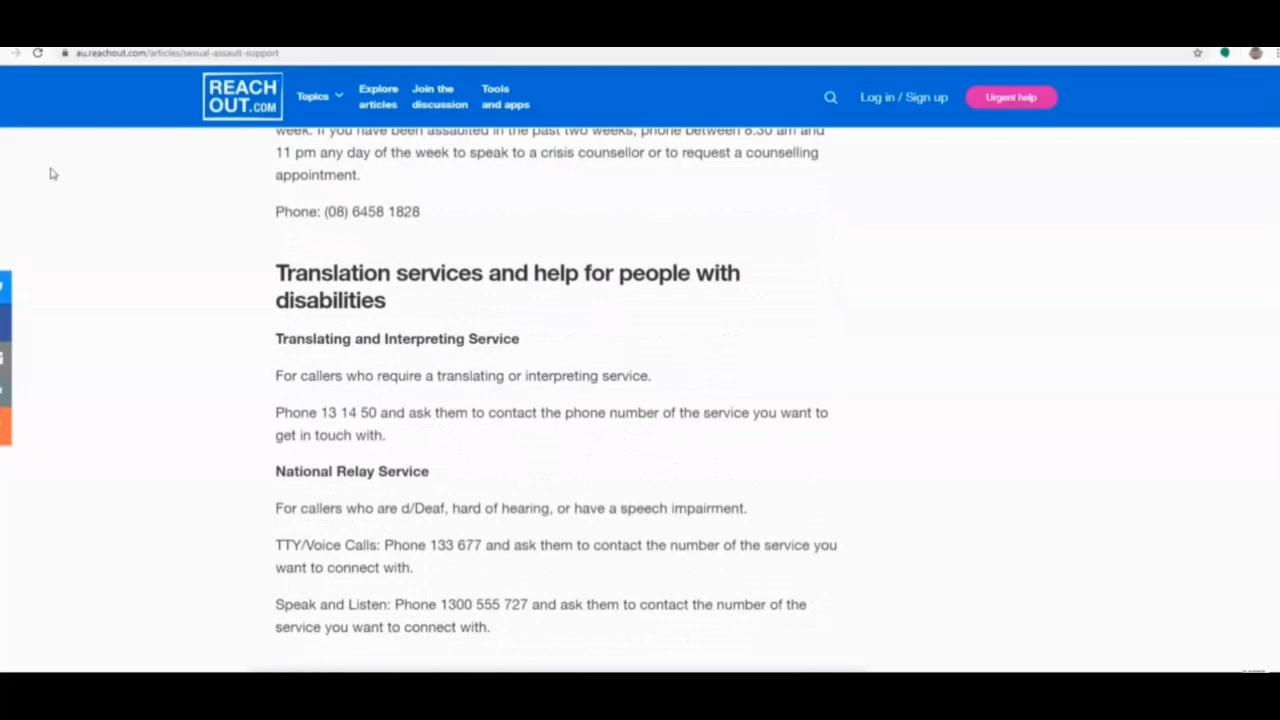 au.reachout.com/articles/sexual-assault-support
REACH
OUT.COM
Topics
Explore
articles
Join the
discussion
Tools
and apps
Log in / Sign up
Urgent help
week. If you have been assaulted in the past two weeks, phone between 8.30 am and
11 pm any day of the week to speak to a crisis counsellor or to request a counselling
appointment.
Phone: (08) 6458 1828
Translation services and help for people with
disabilities
Translating and Interpreting Service
For callers who require a translating or interpreting service.
Phone 13 14 50 and ask them to contact the phone number of the service you want to
get in touch with.
National Relay Service
For callers who are d/Deaf, hard of hearing, or have a speech impairment.
TTY/Voice Calls: Phone 133 677 and ask them to contact the number of the service you
want to connect with.
Speak and Listen: Phone 1300 555 727 and ask them to contact the number of the
service you want to connect with.